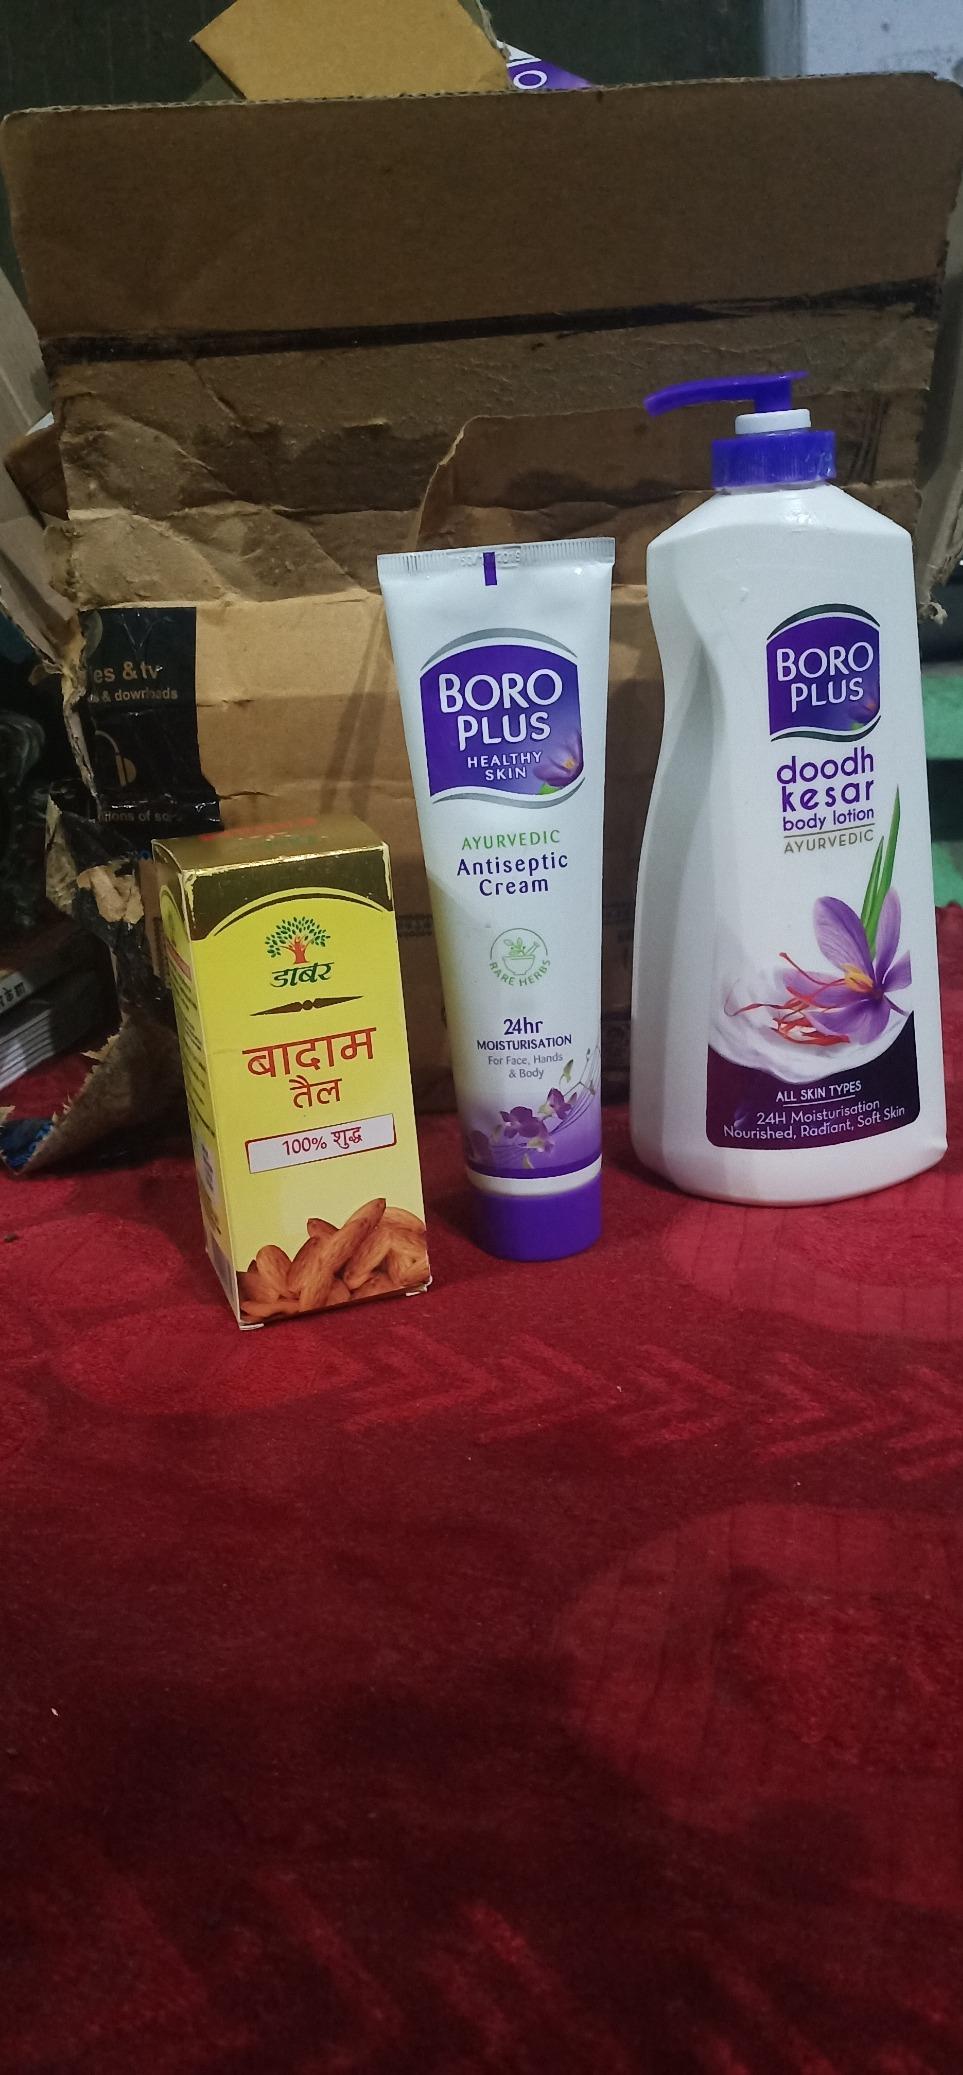 es & tv
& downloads
डाबर
बादाम
तैल
100% शुद्ध
BORO
PLUS
HEALTHY
SKIN
AYURVEDIC
Antiseptic
Cream
RARE HERBS
24hr
MOISTURISATION
For Face, Hands
& Body
BORO
PLUS
doodh
kesar
body lotion
AYURVEDIC
ALL SKIN TYPES
24H Moisturisation
Nourished, Radiant, Soft Skin